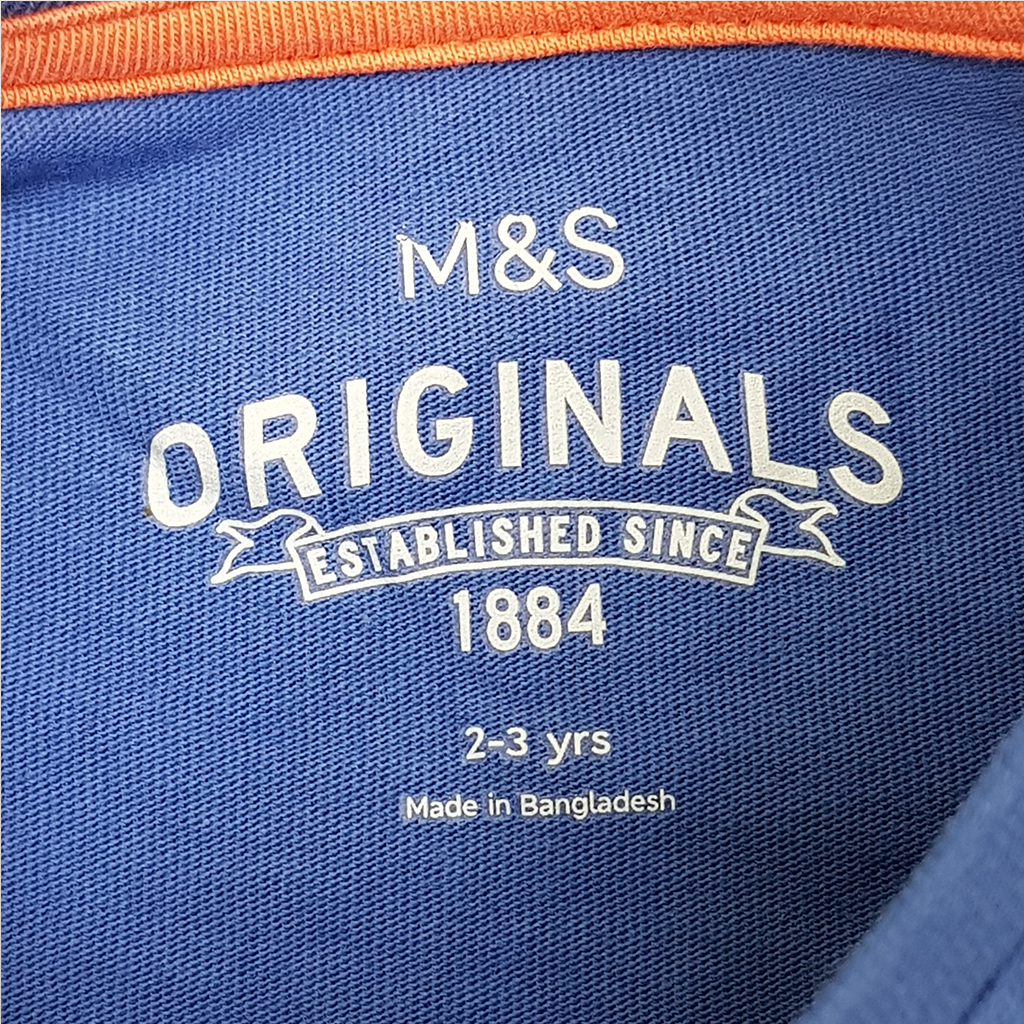 M&S
ORIGINALS
ESTABLISHED SINCE
1884
2-3 yrs
Made in Bangladesh